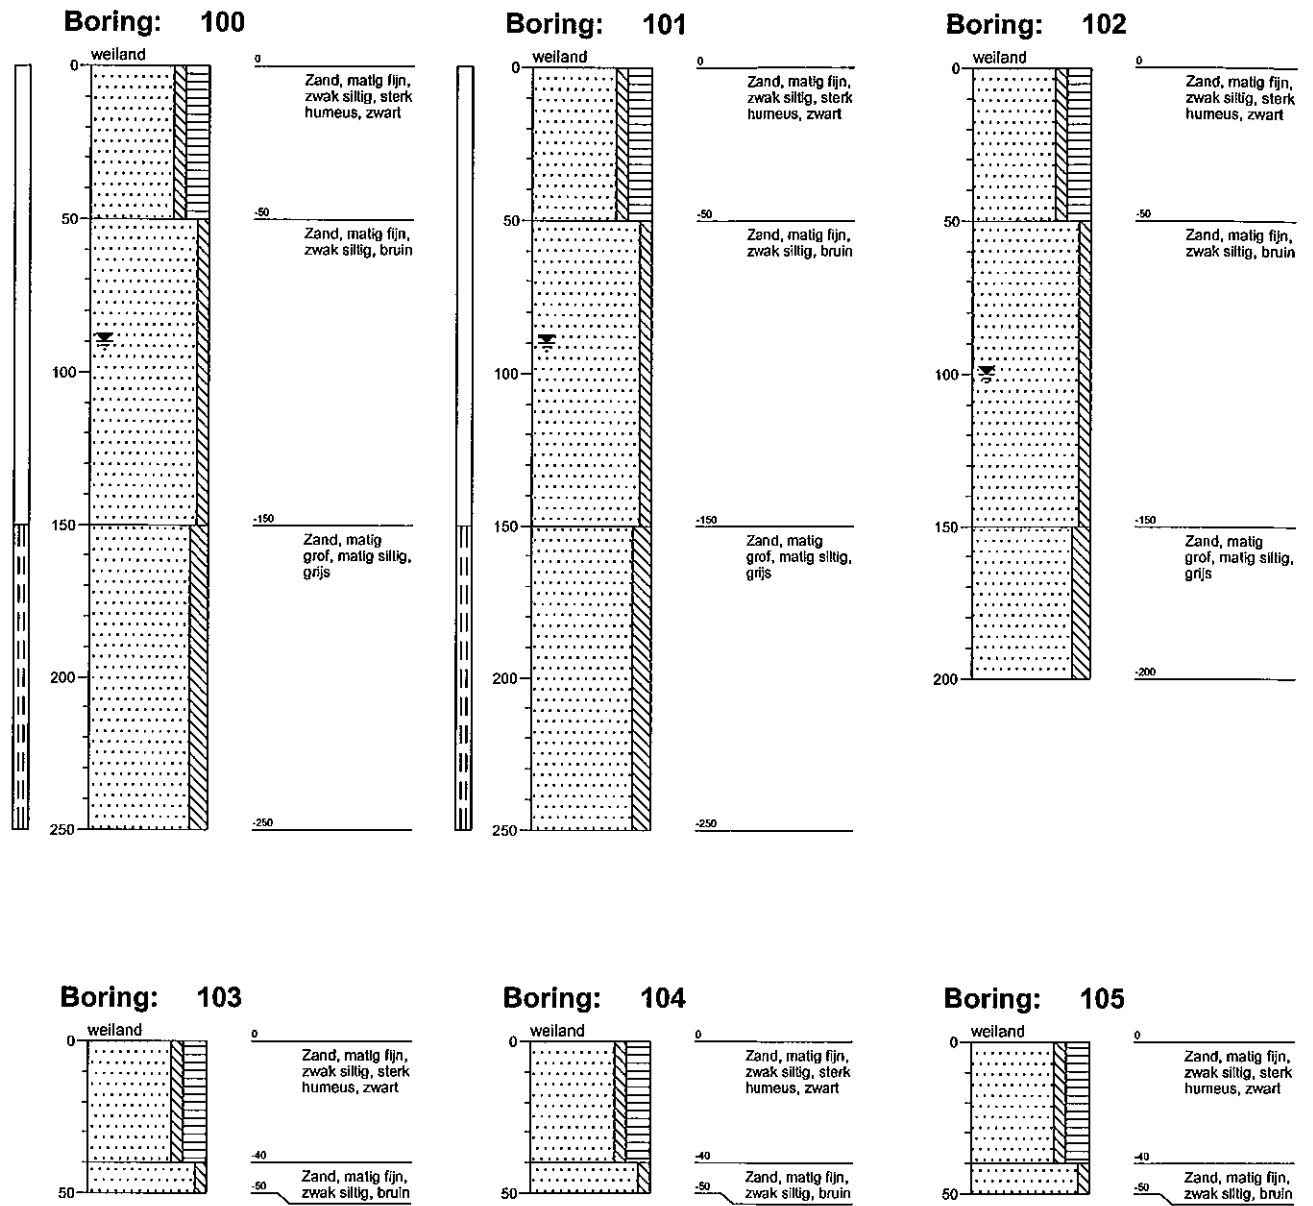 Boring: 100
weiland
0
50
100
150
200
250
0
Zand, matig fijn,
zwak siltig, sterk
humeus, zwart
-50
Zand, matig fijn,
zwak siltig, bruin
-150
Zand, matig
grof, matig siltig,
grijs
-250
Boring: 101
weiland
0
50
100
150
200
250
0
Zand, matig fijn,
zwak siltig, sterk
humeus, zwart
-50
Zand, matig fijn,
zwak siltig, bruin
-150
Zand, matig
grof, matig siltig,
grijs
-250
Boring: 102
weiland
0
50
100
150
200
0
Zand, matig fijn,
zwak siltig, sterk
humeus, zwart
-50
Zand, matig fijn,
zwak siltig, bruin
-150
Zand, matig
grof, matig siltig,
grijs
-200
Boring: 103
weiland
0
50
0
Zand, matig fijn,
zwak siltig, sterk
humeus, zwart
-40
Zand, matig fijn,
zwak siltig, bruin
-50
Boring: 104
weiland
0
50
0
Zand, matig fijn,
zwak siltig, sterk
humeus, zwart
-40
Zand, matig fijn,
zwak siltig, bruin
-50
Boring: 105
weiland
0
50
0
Zand, matig fijn,
zwak siltig, sterk
humeus, zwart
-40
Zand, matig fijn,
zwak siltig, bruin
-50